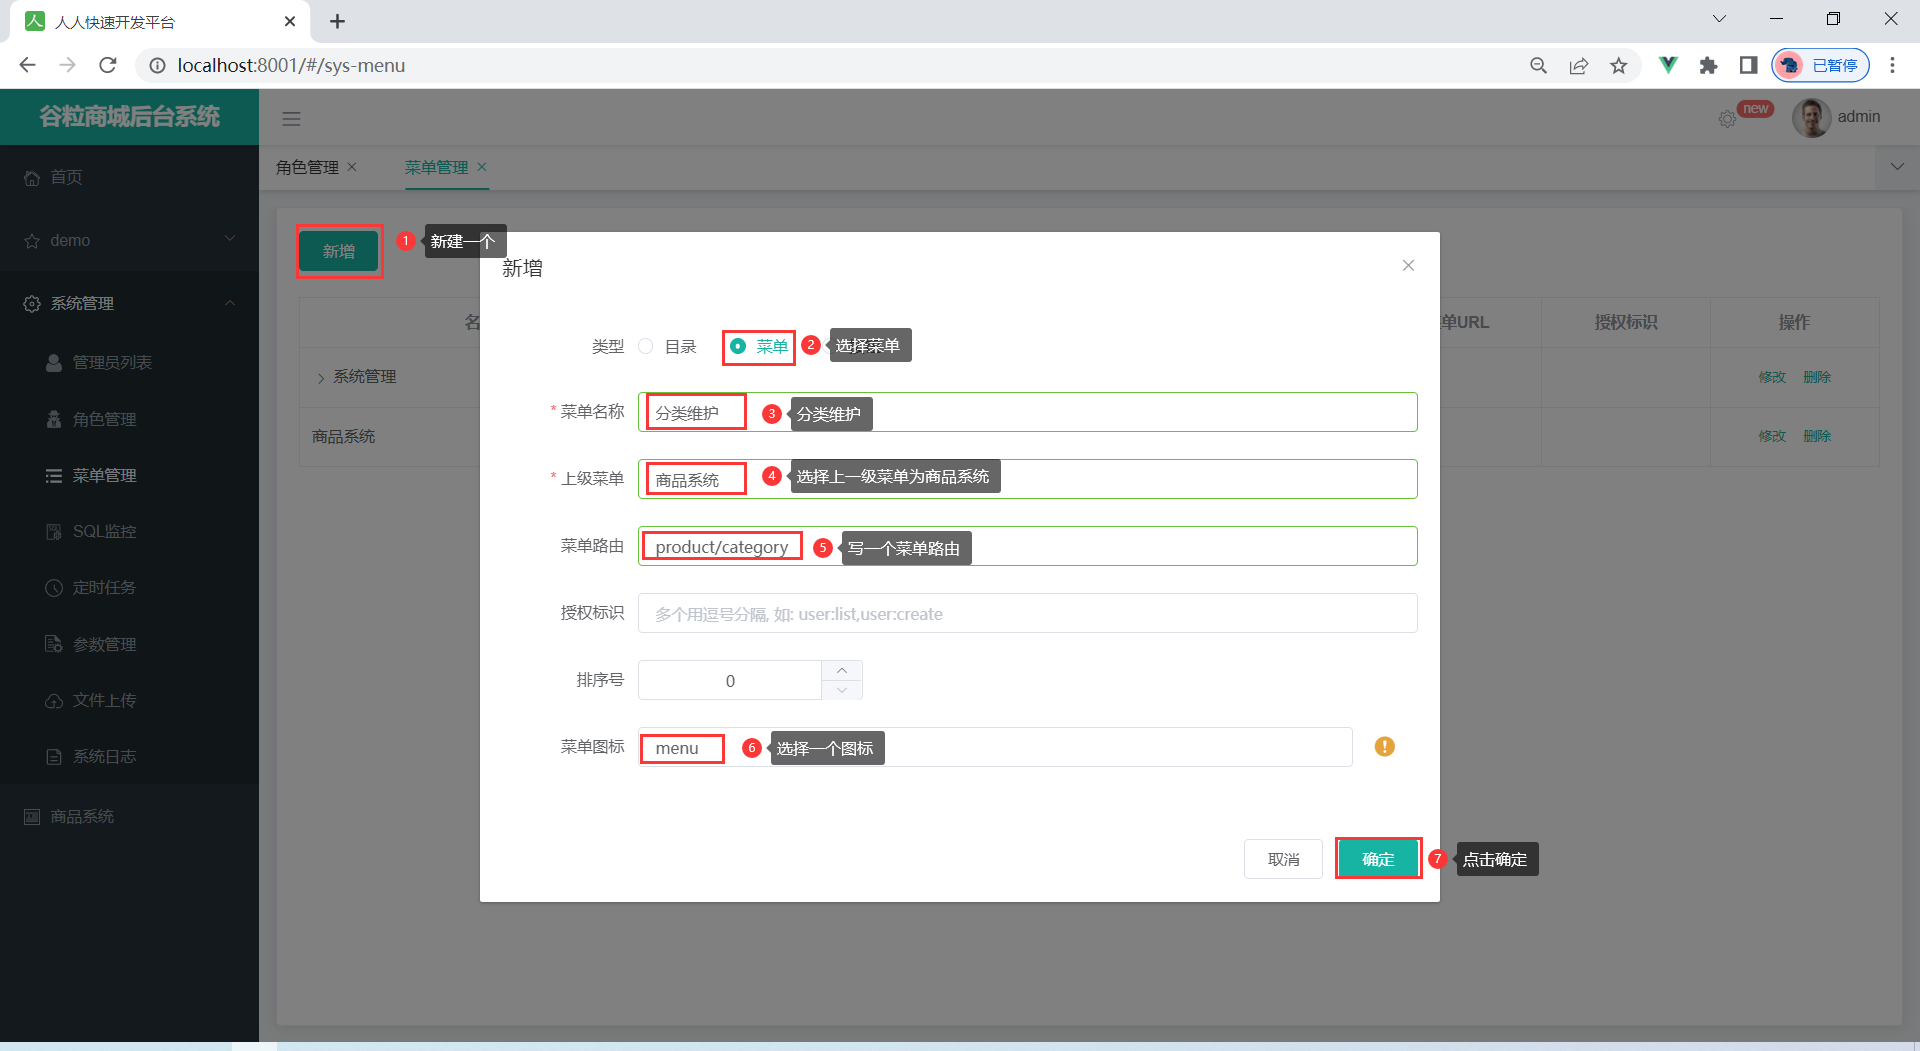 人人快速开发平台
localhost:8001/#/sys-menu
已暂停
谷粒商城后台系统
new
admin
角色管理
菜单管理
首页
demo
系统管理
管理员列表
角色管理
菜单管理
SQL监控
定时任务
参数管理
文件上传
系统日志
商品系统
新增
1 新建一个
名
单URL
授权标识
操作
系统管理
修改 删除
商品系统
修改 删除
新增
类型 目录 菜单 2 选择菜单
* 菜单名称 分类维护 3 分类维护
* 上级菜单 商品系统 4 选择上一级菜单为商品系统
菜单路由 product/category 5 写一个菜单路由
授权标识 多个用逗号分隔, 如: user:list,user:create
排序号 0
菜单图标 menu 6 选择一个图标
取消 确定 7 点击确定